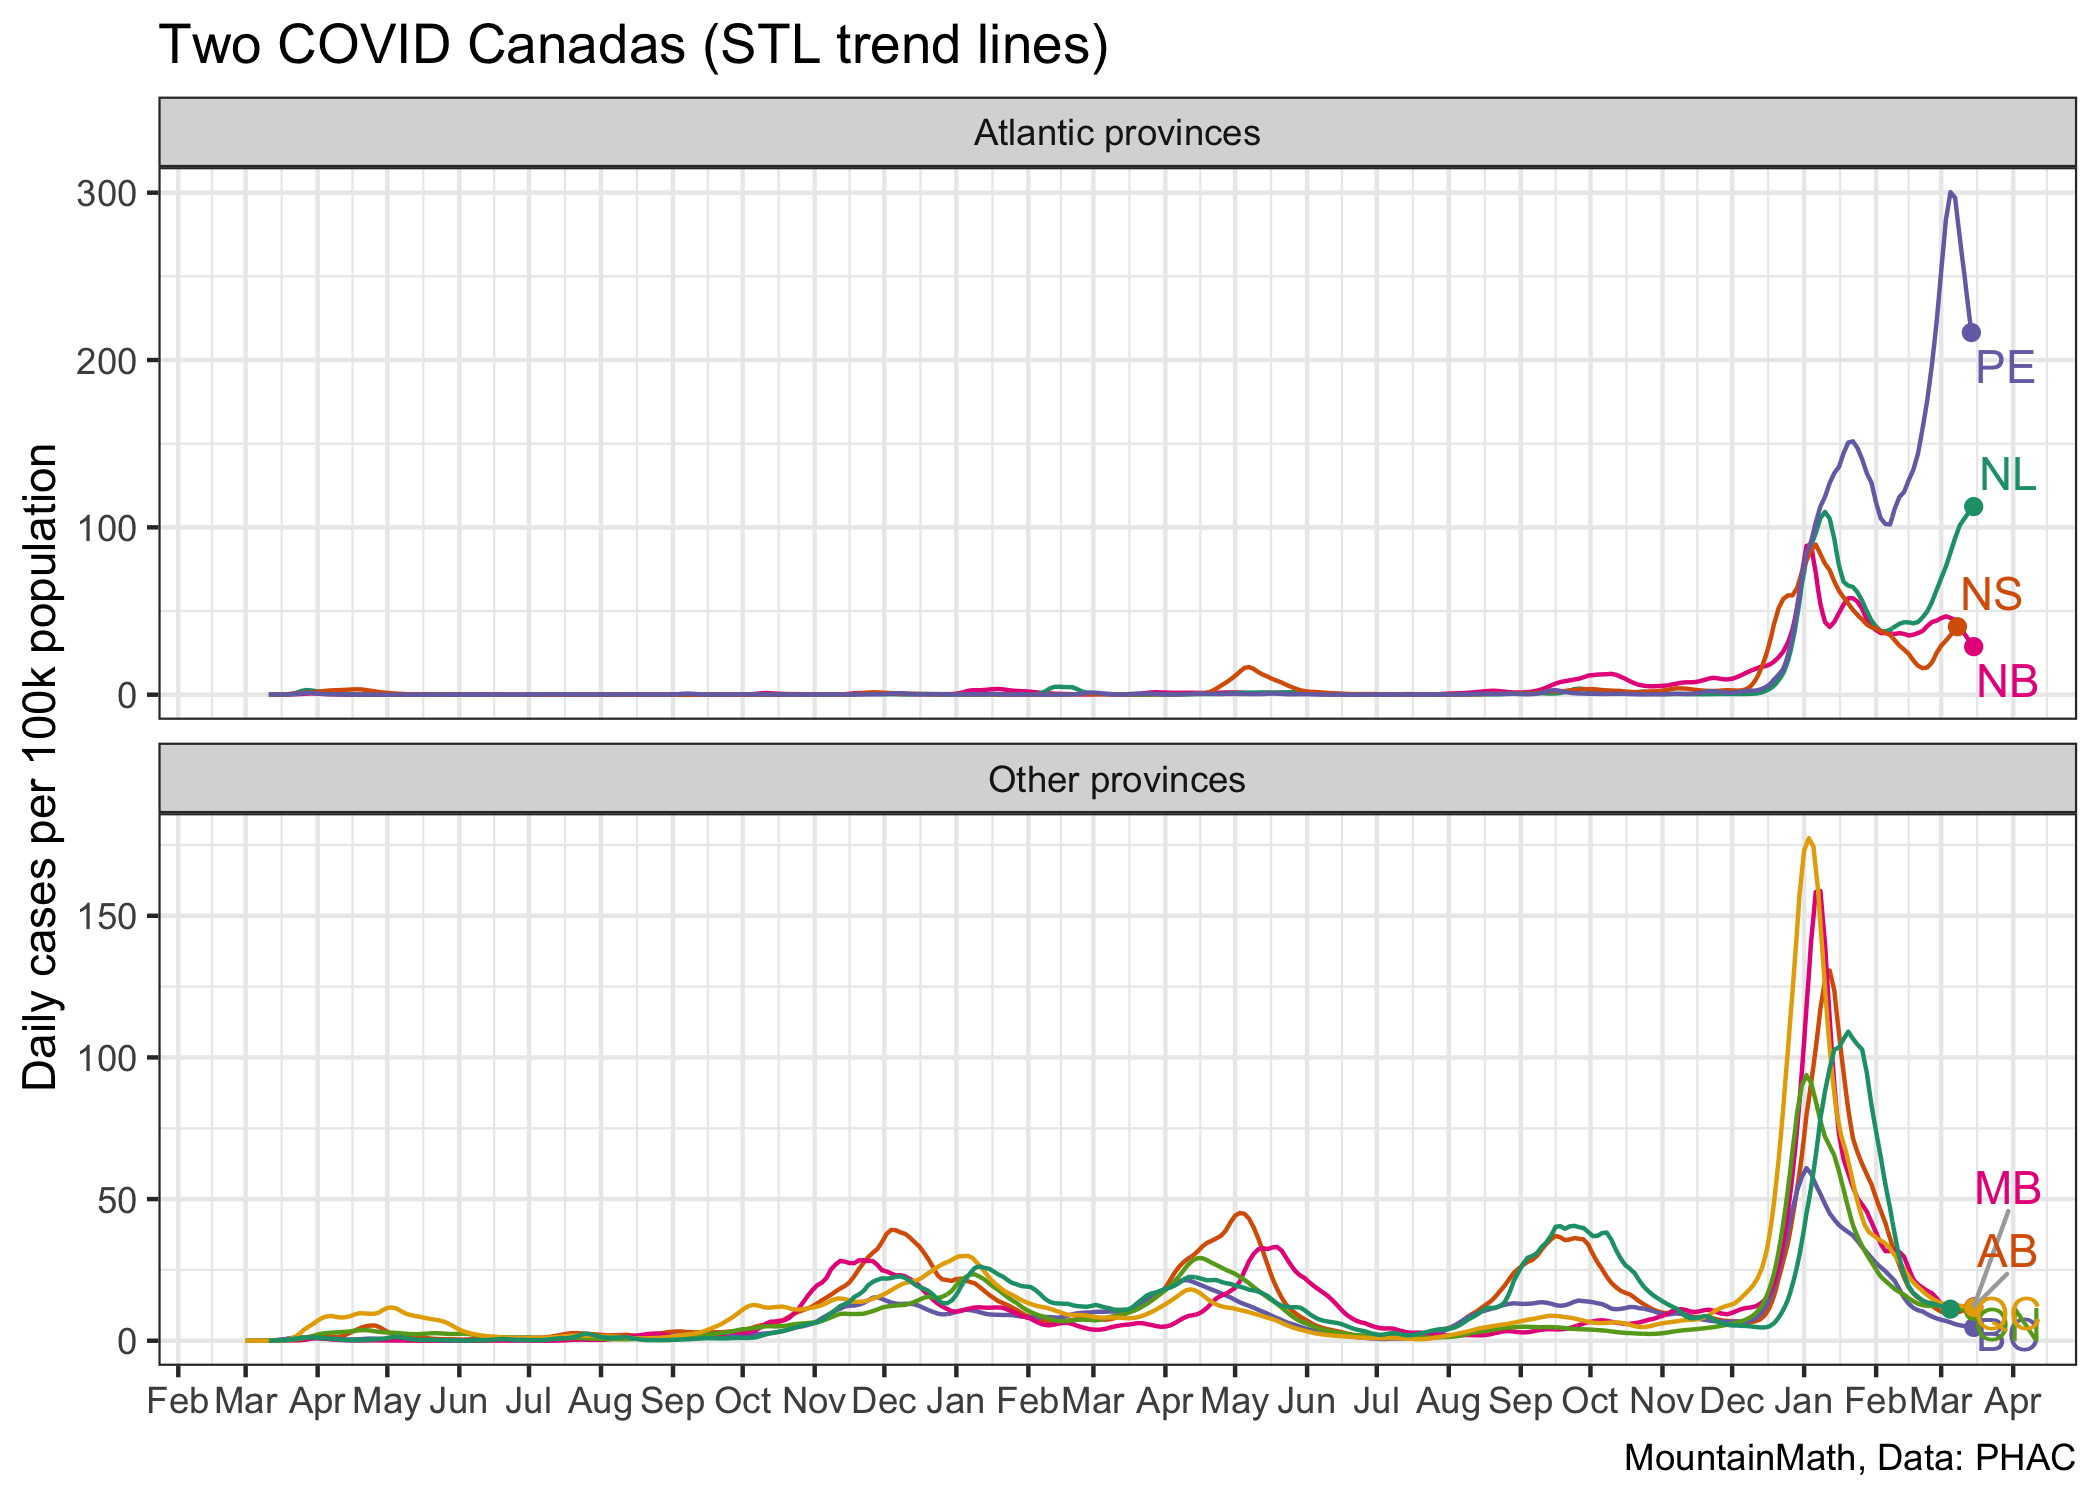 Two COVID Canadas (STL trend lines)
Atlantic provinces
300
200
100
0
PE
NL
NS
NB
Daily cases per 100k population
Other provinces
150
100
50
0
MB
AB
Feb Mar Apr May Jun Jul Aug Sep Oct Nov Dec Jan Feb Mar Apr May Jun Jul Aug Sep Oct Nov Dec Jan Feb Mar Apr
MountainMath, Data: PHAC